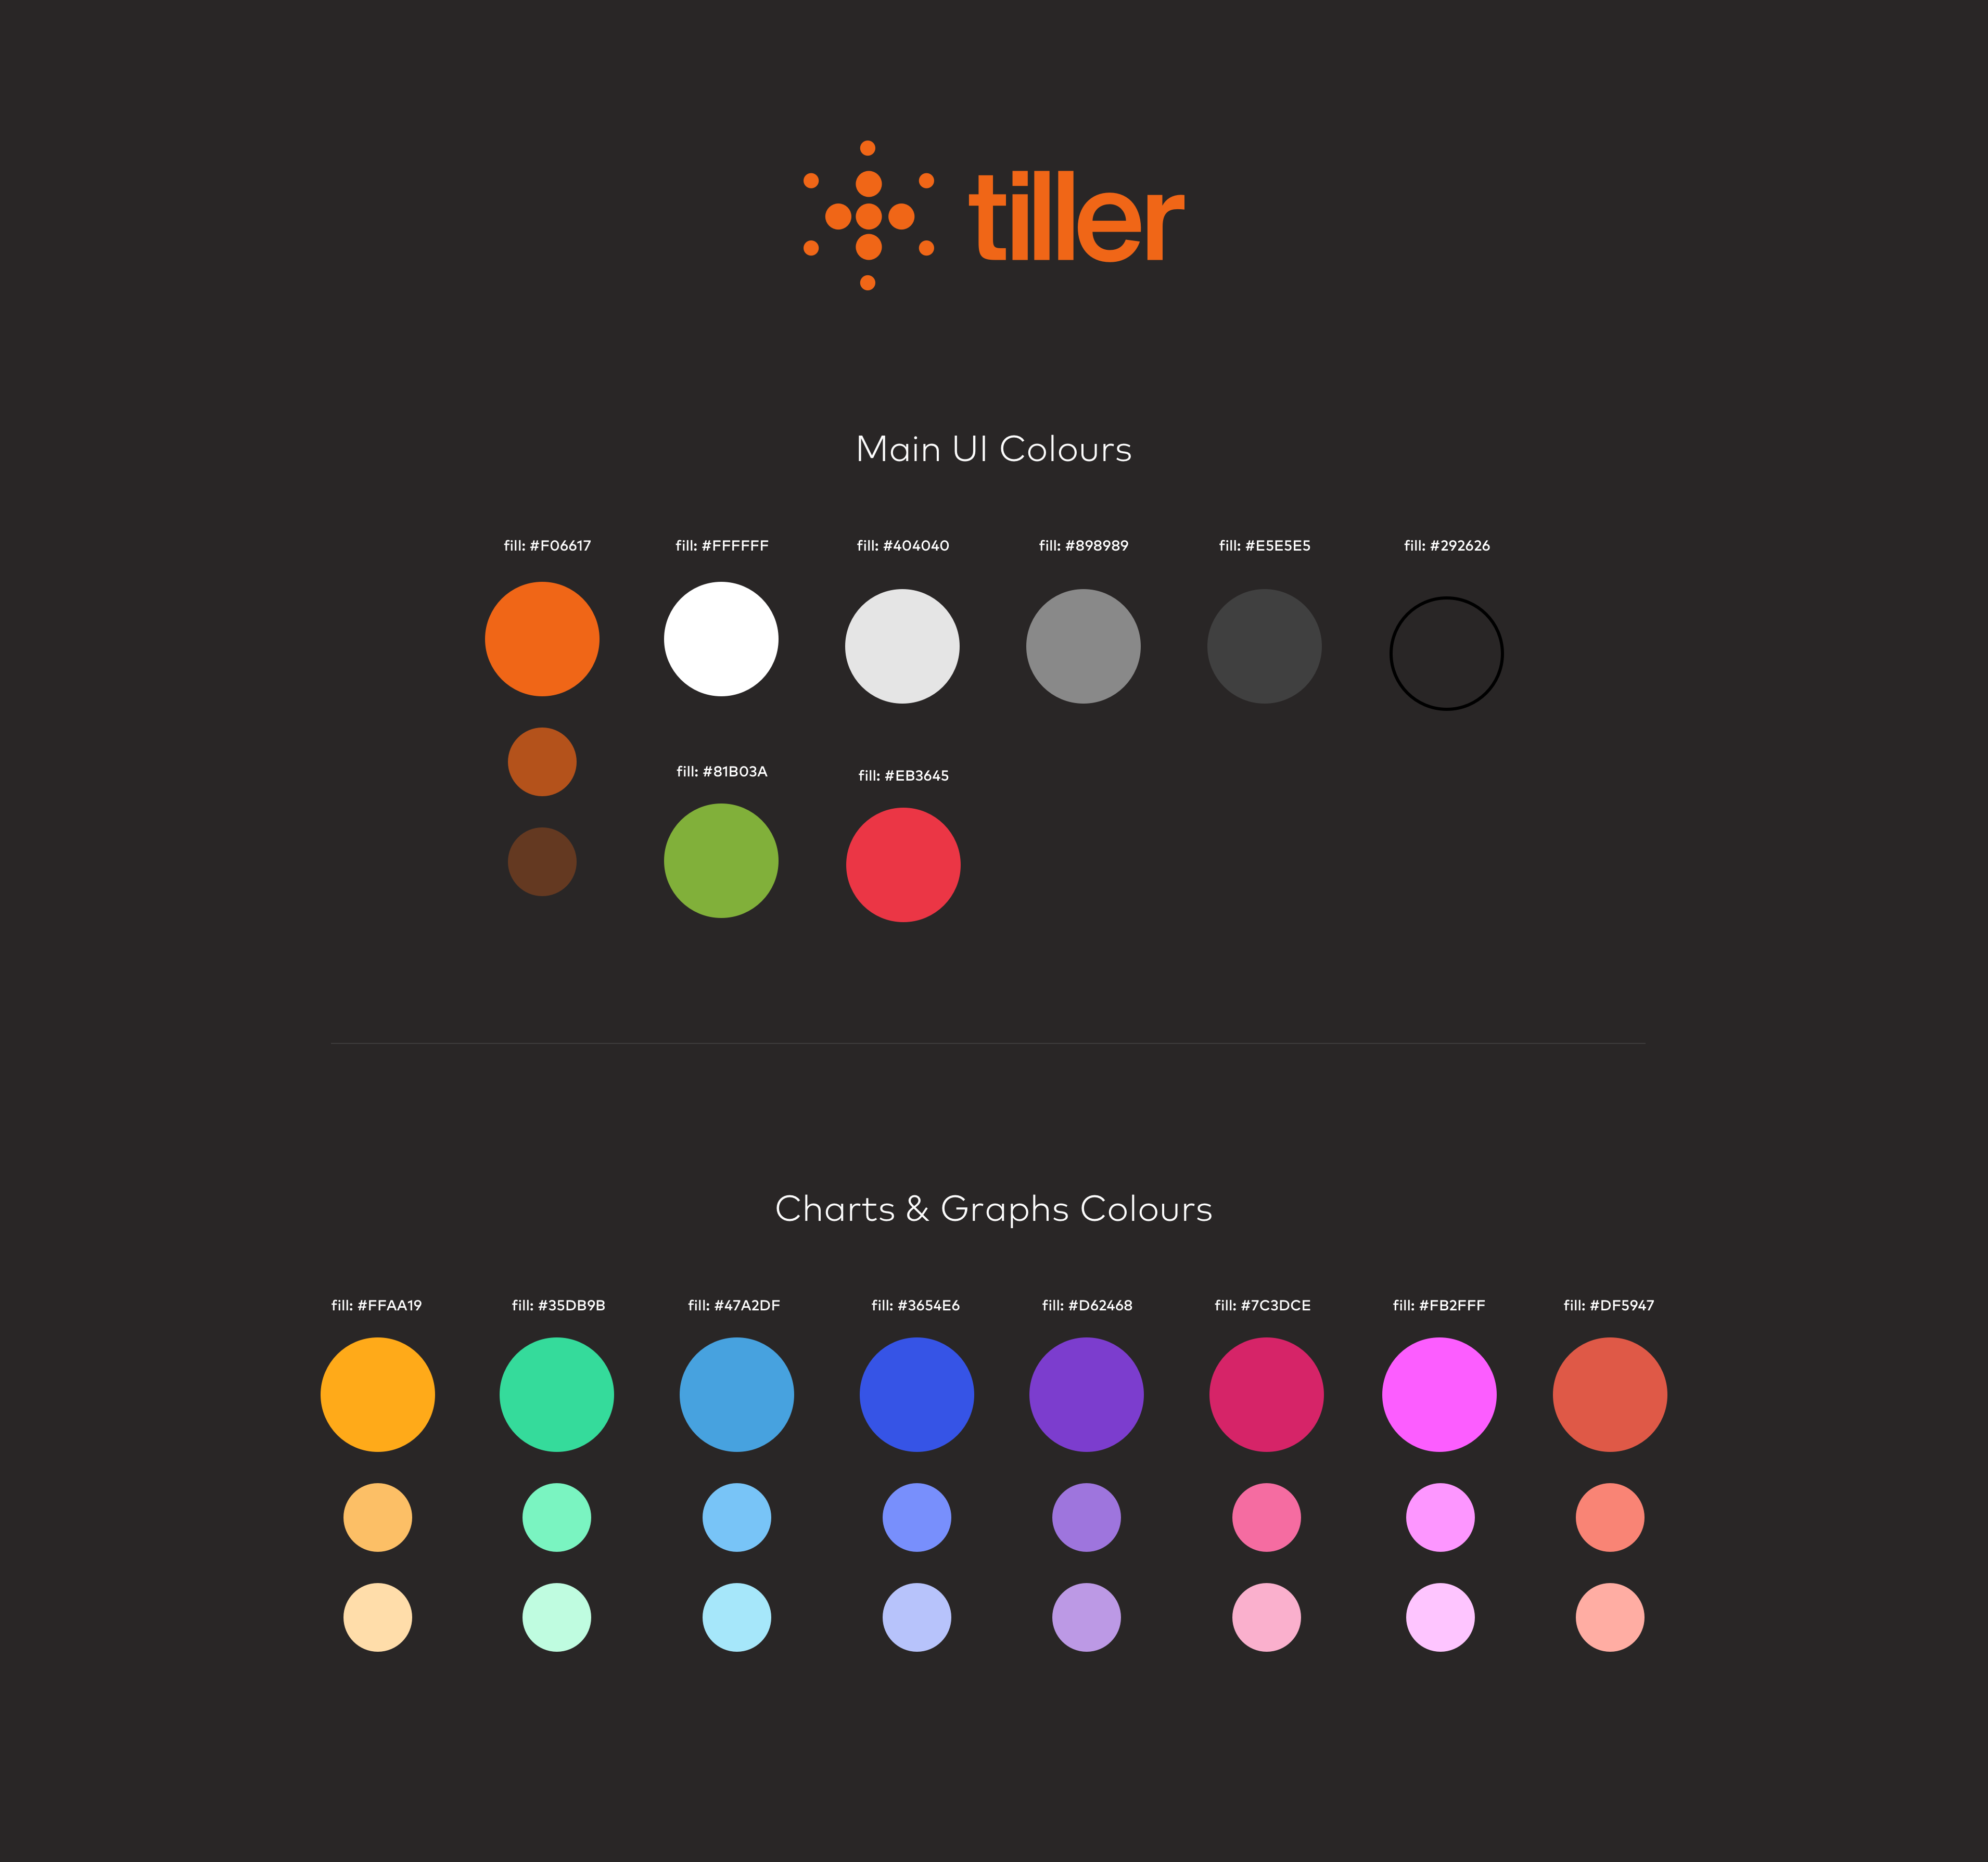 tiller
Main UI Colours
fill: #F06617 fill: #FFFFFF fill: #404040 fill: #898989 fill: #E5E5E5 fill: #292626
fill: #81B03A fill: #EB3645
Charts & Graphs Colours
fill: #FFAA19 fill: #35DB9B fill: #47A2DF fill: #3654E6 fill: #D62468 fill: #7C3DCE fill: #FB2FFF fill: #DF5947